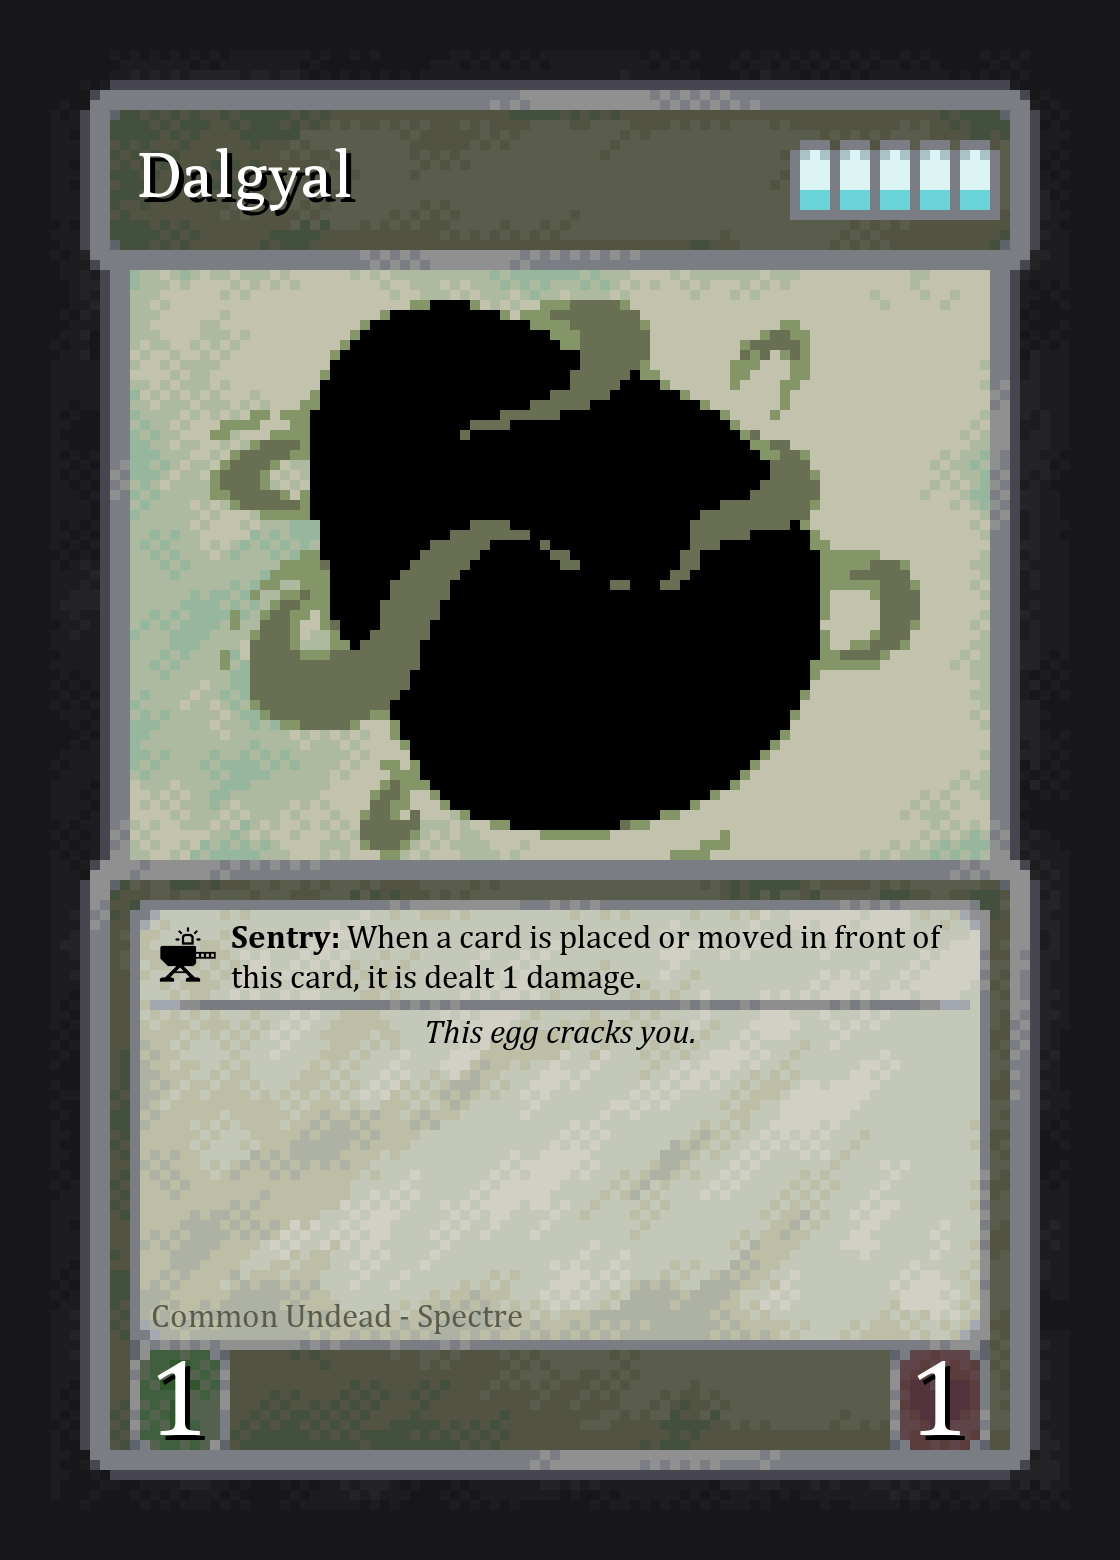 Dalgyal
Sentry: When a card is placed or moved in front of
this card, it is dealt 1 damage.
This egg cracks you.
Common Undead - Spectre
1
1